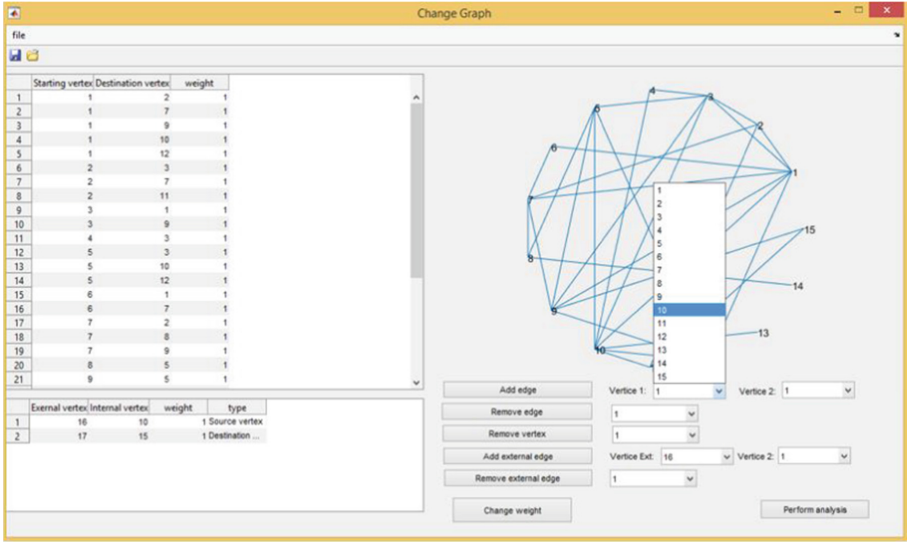 Change Graph
file
Starting vertex Destination vertex weight
1 1 2 1
2 1 7 1
3 1 9 1
4 1 10 1
5 1 12 1
6 2 3 1
7 2 7 1
8 2 11 1
9 3 1 1
10 3 9 1
11 4 3 1
12 5 3 1
13 5 10 1
14 5 12 1
15 6 1 1
16 6 7 1
17 7 2 1
18 7 8 1
19 7 9 1
20 8 5 1
21 9 5 1
Exernal vertex Internal vertex weight type
1 16 10 1 Source vertex
2 17 15 1 Destination ...
4
3
5
2
6
1
7
15
8
14
9
13
10
1
2
3
4
5
6
7
8
9
10
11
12
13
14
15
Add edge Vertice 1: 1 Vertice 2: 1
Remove edge 1
Remove vertex 1
Add external edge Vertice Ext: 16 Vertice 2: 1
Remove external edge 1
Change weight Perform analysis